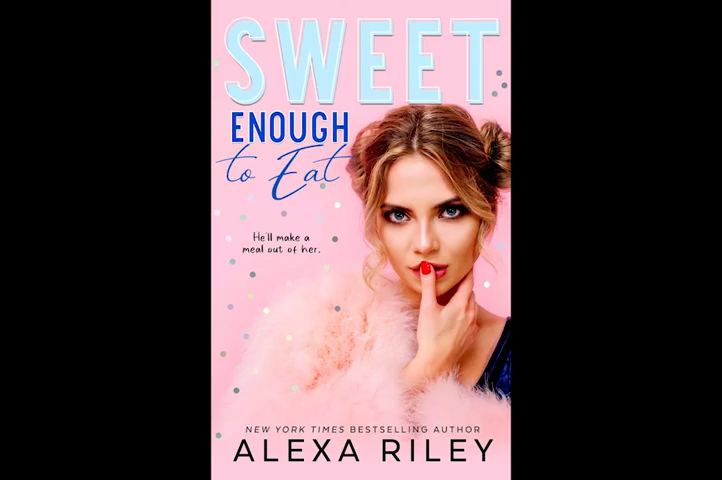 SWEET
ENOUGH
to Eat
He'll make a
meal out of her.
NEW YORK TIMES BESTSELLING AUTHOR
ALEXA RILEY